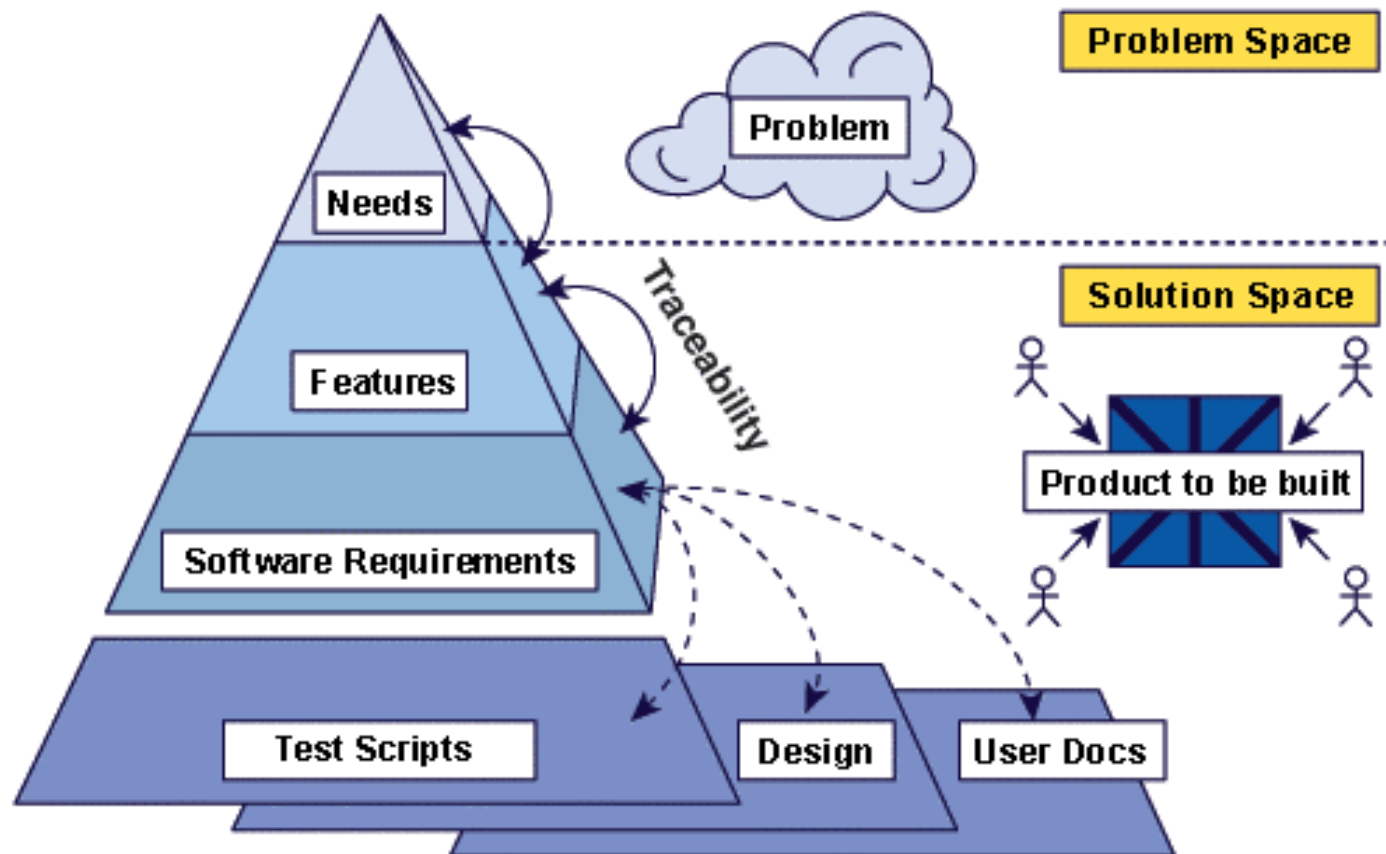 Problem Space
Problem
Needs
Solution Space
Traceability
Features
Product to be built
Software Requirements
Test Scripts
Design
User Docs